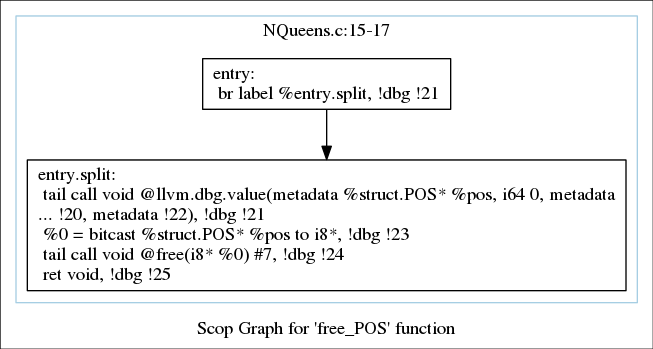 NQueens.c:15-17
entry:
br label %entry.split, !dbg !21
entry.split:
tail call void @llvm.dbg.value(metadata %struct.POS* %pos, i64 0, metadata
... !20, metadata !22), !dbg !21
%0 = bitcast %struct.POS* %pos to i8*, !dbg !23
tail call void @free(i8* %0) #7, !dbg !24
ret void, !dbg !25
Scop Graph for 'free_POS' function